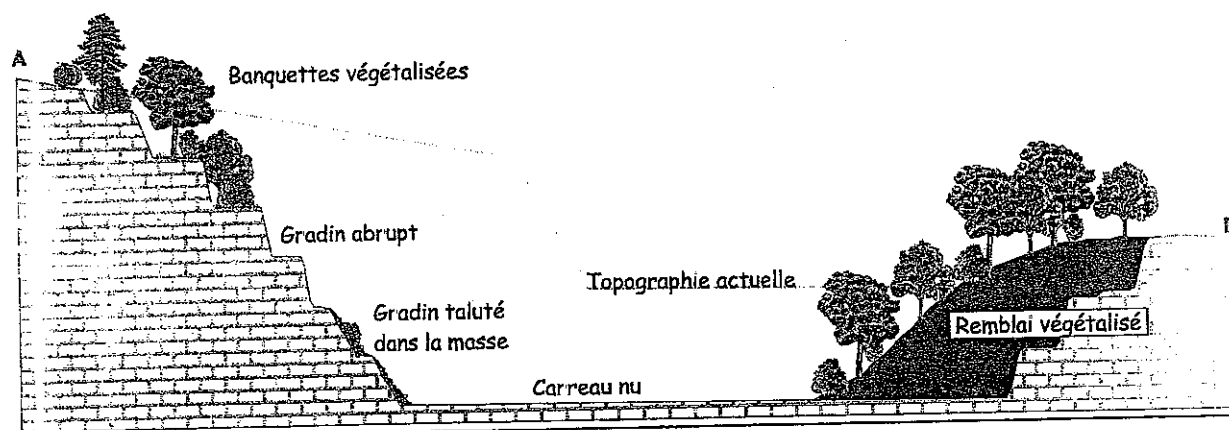 A
Banquettes végétalisées
Gradin abrupt
Topographie actuelle
Gradin taluté
dans la masse
Remblai végétalisé
Carreau nu